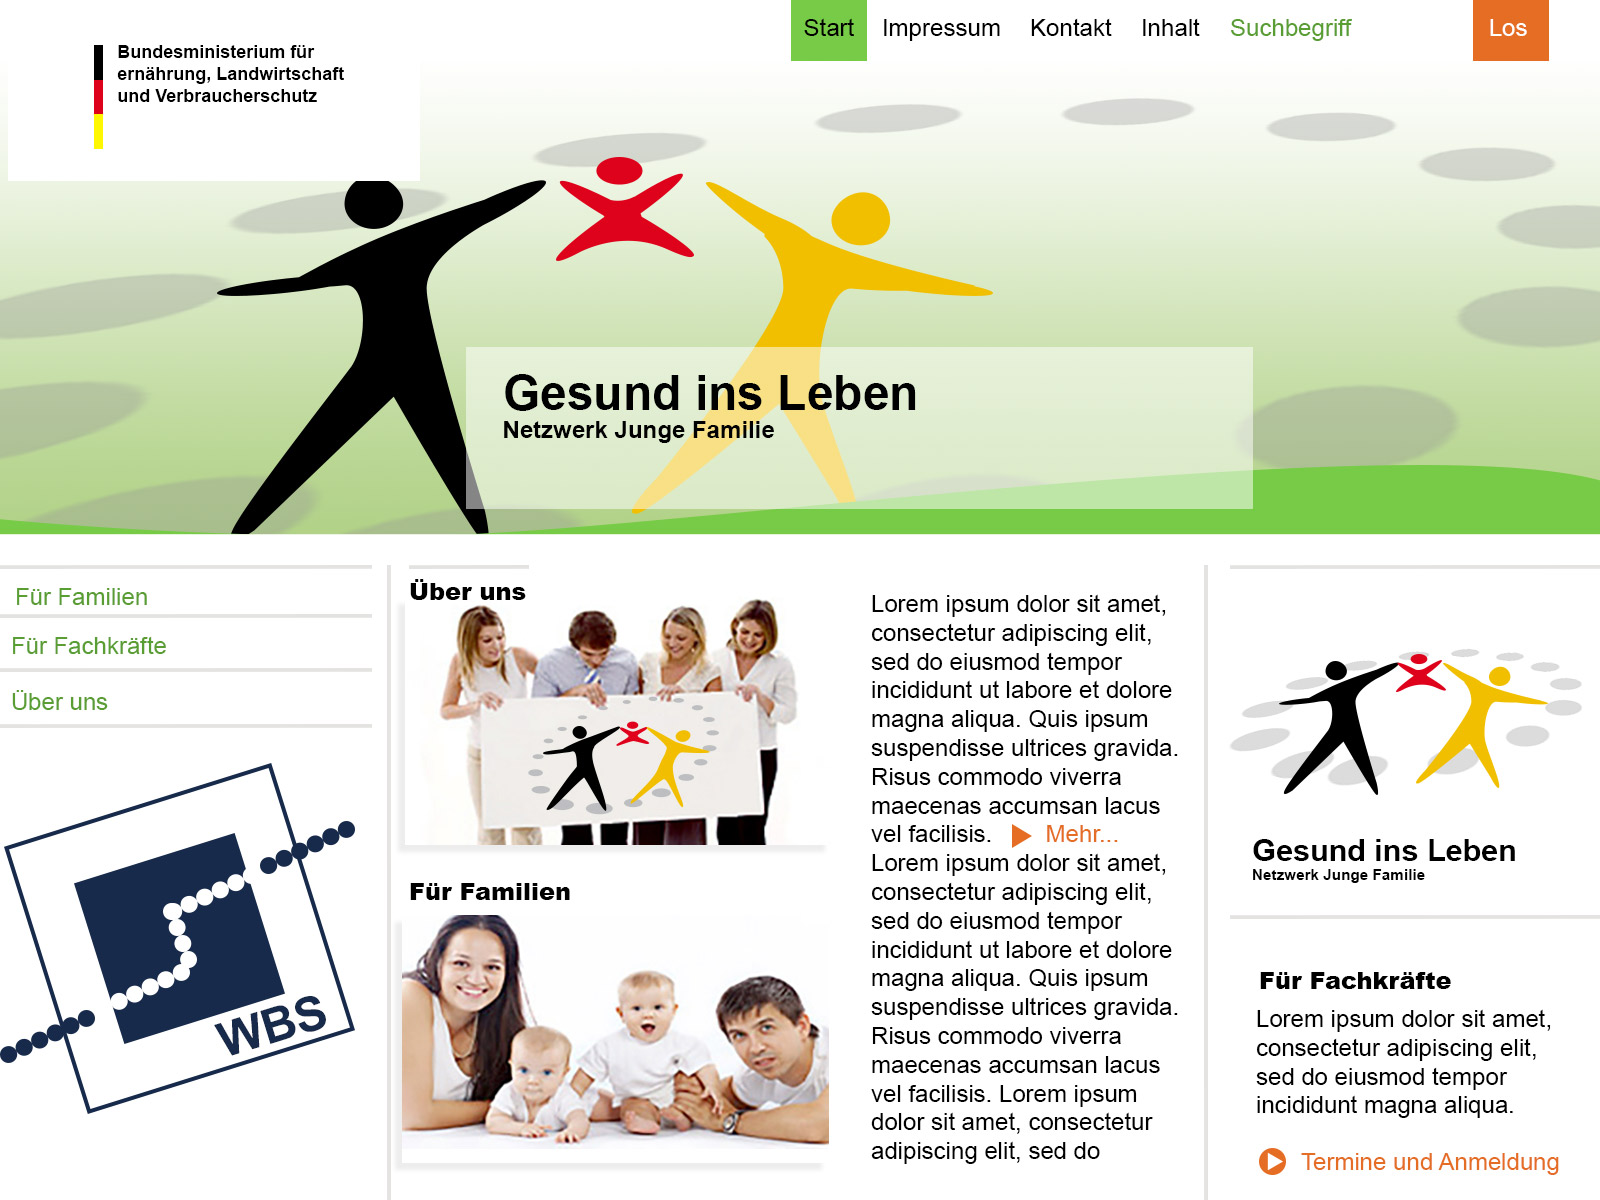 Start
Impressum
Kontakt
Inhalt
Suchbegriff
Los
Bundesministerium für
ernährung, Landwirtschaft
und Verbraucherschutz
Gesund ins Leben
Netzwerk Junge Familie
Für Familien
Für Fachkräfte
Über uns
WBS
Über uns
Für Familien
Lorem ipsum dolor sit amet,
consectetur adipiscing elit,
sed do eiusmod tempor
incididunt ut labore et dolore
magna aliqua. Quis ipsum
suspendisse ultrices gravida.
Risus commodo viverra
maecenas accumsan lacus
vel facilisis. Mehr...
Lorem ipsum dolor sit amet,
consectetur adipiscing elit,
sed do eiusmod tempor
incididunt ut labore et dolore
magna aliqua. Quis ipsum
suspendisse ultrices gravida.
Risus commodo viverra
maecenas accumsan lacus
vel facilisis. Lorem ipsum
dolor sit amet, consectetur
adipiscing elit, sed do
Gesund ins Leben
Netzwerk Junge Familie
Für Fachkräfte
Lorem ipsum dolor sit amet,
consectetur adipiscing elit,
sed do eiusmod tempor
incididunt magna aliqua.
Termine und Anmeldung